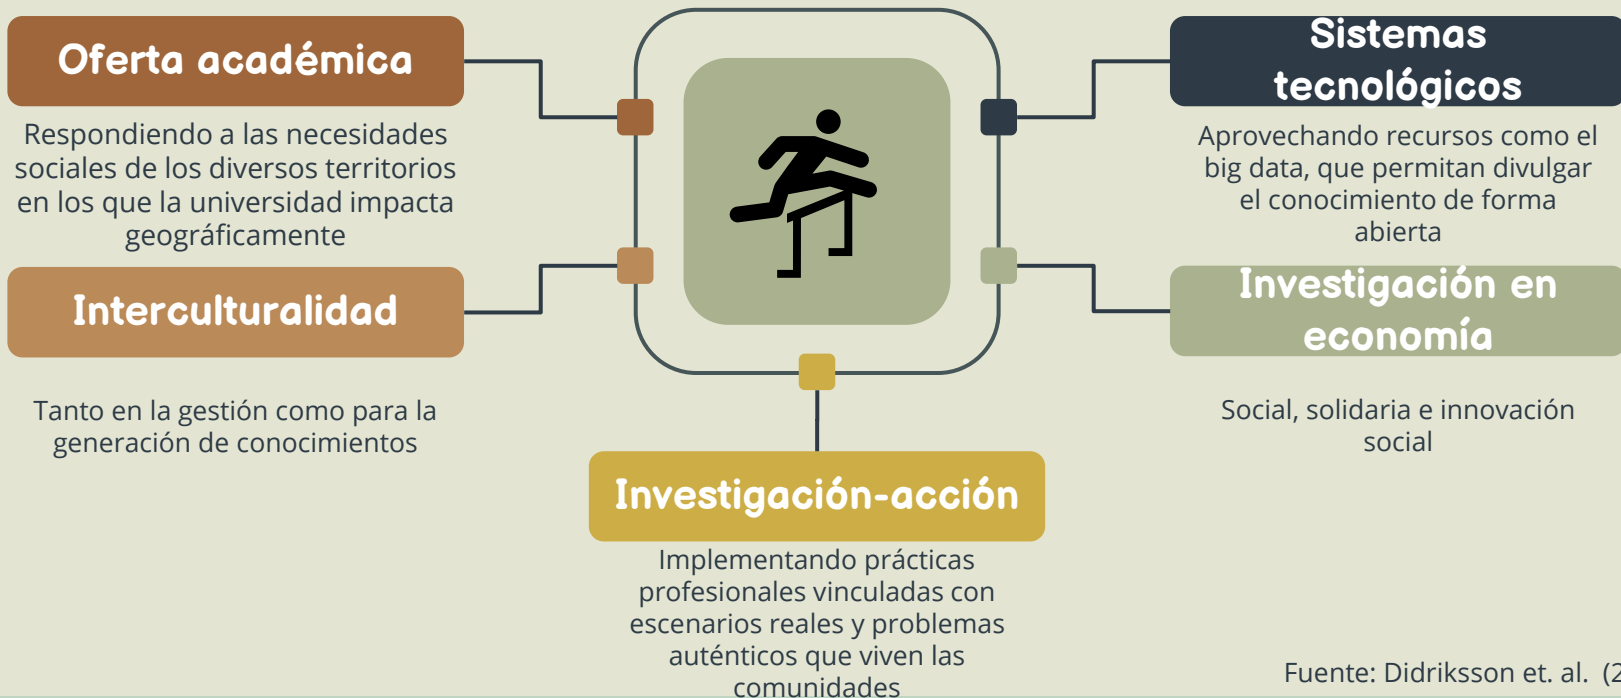 Oferta académica
Respondiendo a las necesidades
sociales de los diversos territorios
en los que la universidad impacta
geográficamente
Interculturalidad
Tanto en la gestión como para la
generación de conocimientos
Investigación-acción
Implementando prácticas
profesionales vinculadas con
escenarios reales y problemas
auténticos que viven las
comunidades
Sistemas
tecnológicos
Aprovechando recursos como el
big data, que permitan divulgar
el conocimiento de forma
abierta
Investigación en
economía
Social, solidaria e innovación
social
Fuente: Didriksson et. al. (2